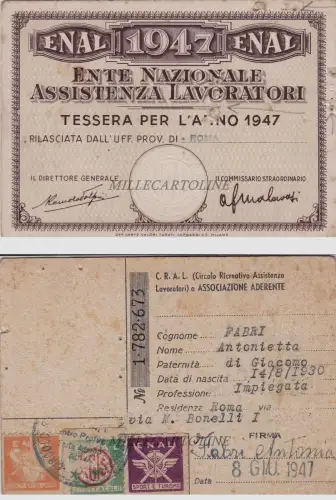 ENAL 1947 ENAL
ENTE NAZIONALE
ASSISTENZA LAVORATORI
TESSERA PER L'ANNO 1947
RILASCIATA DALL'UFF. PROV. DI - ROMA
IL DIRETTORE GENERALE
IL COMMISSARIO STRAORDINARIO
MILLECARTOLINE
C. R. A. L. (Circolo Ricreativo Assistenza
Lavoratori) o ASSOCIAZIONE ADERENTE
1·782·673
Cognome FABRI
Nome Antonietta
Paternità di Giacomo
Data di nascita 14/8/1930
Professione Impiegata
Residenza Roma via
via M. Bonelli I
MILLECARTOLINE
FIRMA
Fabri
Data 8 GIU. 1947
ENAL
SPORT E TURISMO